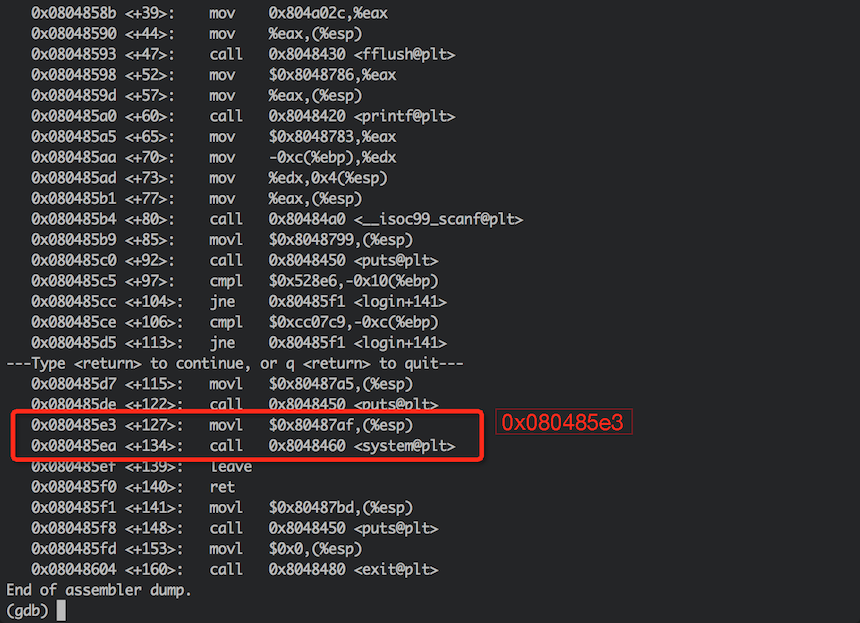 0x0804858b <+39>: mov 0x804a02c,%eax
0x08048590 <+44>: mov %eax,(%esp)
0x08048593 <+47>: call 0x8048430 <fflush@plt>
0x08048598 <+52>: mov $0x8048786,%eax
0x0804859d <+57>: mov %eax,(%esp)
0x080485a0 <+60>: call 0x8048420 <printf@plt>
0x080485a5 <+65>: mov $0x8048783,%eax
0x080485aa <+70>: mov -0xc(%ebp),%edx
0x080485ad <+73>: mov %edx,0x4(%esp)
0x080485b1 <+77>: mov %eax,(%esp)
0x080485b4 <+80>: call 0x80484a0 <__isoc99_scanf@plt>
0x080485b9 <+85>: movl $0x8048799,(%esp)
0x080485c0 <+92>: call 0x8048450 <puts@plt>
0x080485c5 <+97>: cmpl $0x528e6,-0x10(%ebp)
0x080485cc <+104>: jne 0x80485f1 <login+141>
0x080485ce <+106>: cmpl $0xcc07c9,-0xc(%ebp)
0x080485d5 <+113>: jne 0x80485f1 <login+141>
---Type <return> to continue, or q <return> to quit---
0x080485d7 <+115>: movl $0x80487a5,(%esp)
0x080485de <+122>: call 0x8048450 <puts@plt>
0x080485e3 <+127>: movl $0x80487af,(%esp)
0x080485e3
0x080485ea <+134>: call 0x8048460 <system@plt>
0x080485ef <+139>: leave
0x080485f0 <+140>: ret
0x080485f1 <+141>: movl $0x80487bd,(%esp)
0x080485f8 <+148>: call 0x8048450 <puts@plt>
0x080485fd <+153>: movl $0x0,(%esp)
0x08048604 <+160>: call 0x8048480 <exit@plt>
End of assembler dump.
(gdb)